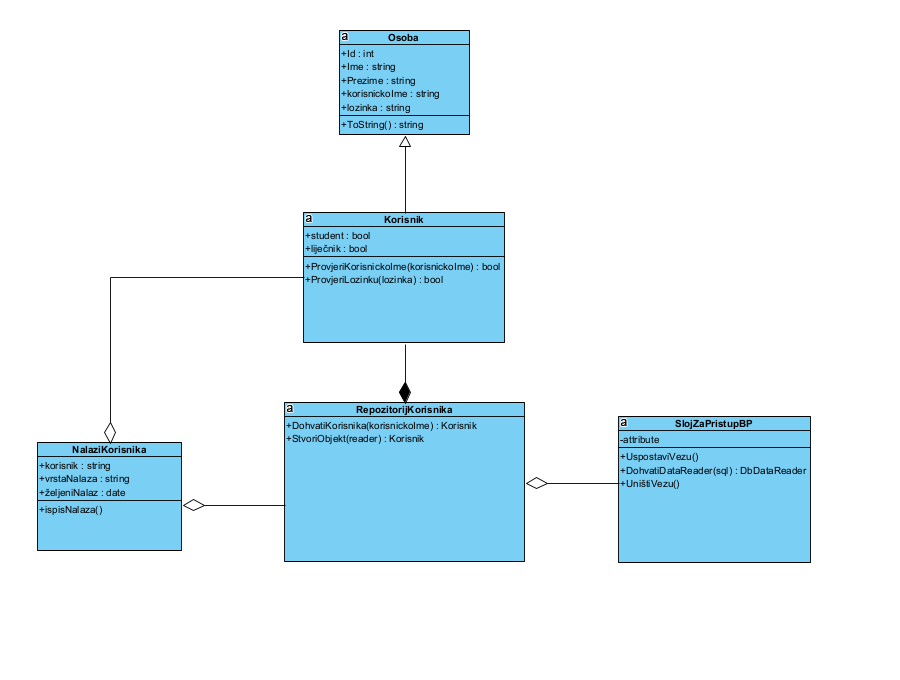 a Osoba
+Id : int
+Ime : string
+Prezime : string
+korisnickoIme : string
+lozinka : string
+ToString() : string
a Korisnik
+student : bool
+liječnik : bool
+ProvjeriKorisnickoIme(korisnickoIme) : bool
+ProvjeriLozinku(lozinka) : bool
a RepozitorijKorisnika
+DohvatiKorisnika(korisnickoIme) : Korisnik
+StvoriObjekt(reader) : Korisnik
a SlojZaPristupBP
-attribute
+UspostaviVezu()
+DohvatiDataReader(sql) : DbDataReader
+UništiVezu()
NalaziKorisnika
+korisnik : string
+vrstaNalaza : string
+željeniNalaz : date
+ispisNalaza()